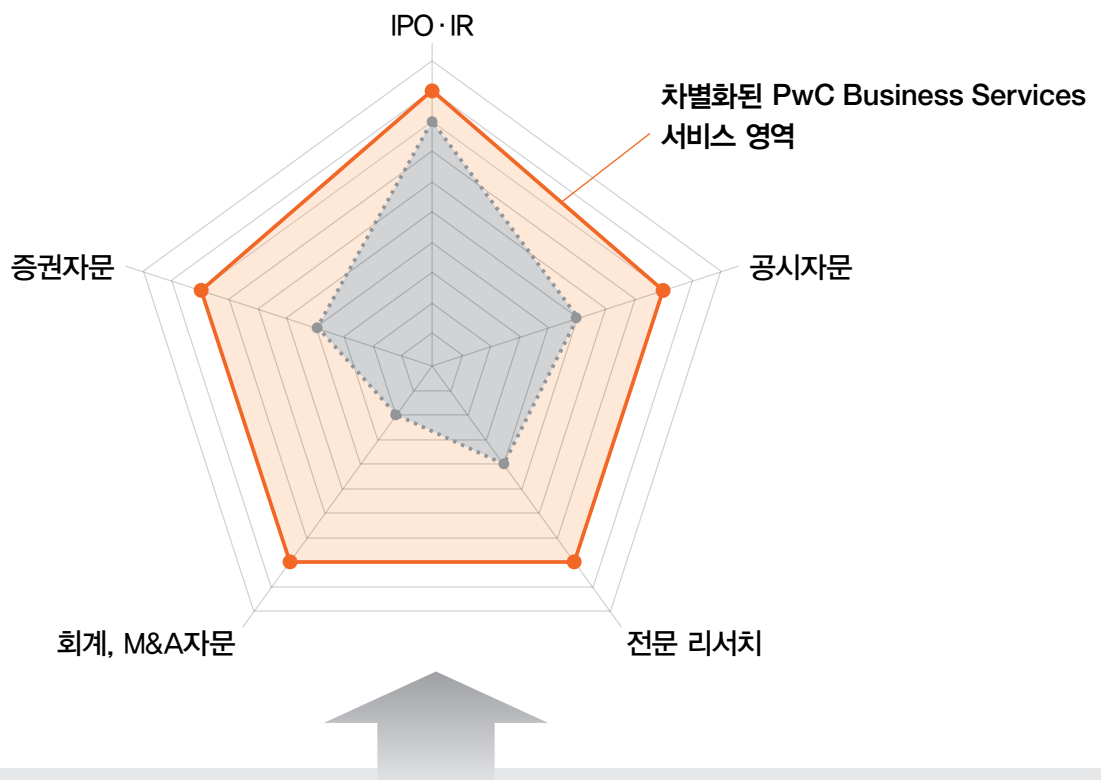 IPO · IR
차별화된 PwC Business Services
서비스 영역
증권자문
공시자문
회계, M&A자문
전문 리서치